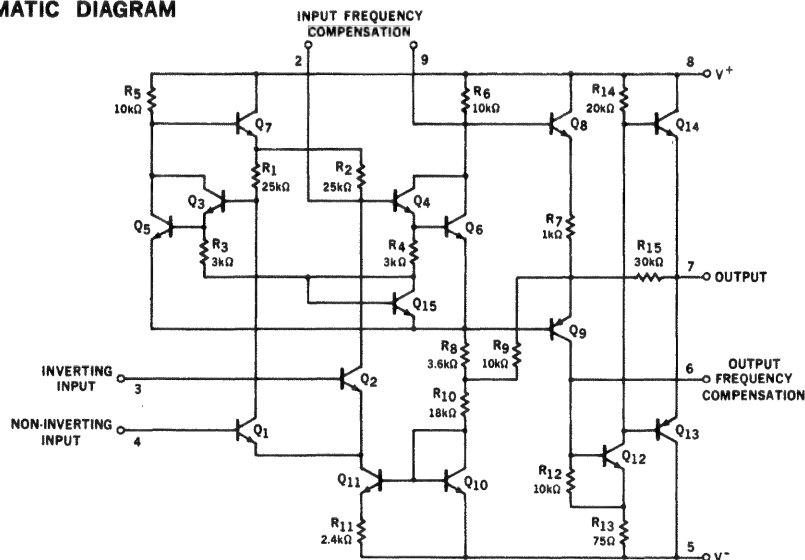 MATIC DIAGRAM
INPUT FREQUENCY
COMPENSATION
2
9
8
V+
R5
10kΩ
Q7
R6
10kΩ
Q8
R14
20kΩ
Q14
R1
25kΩ
R2
25kΩ
Q3
Q4
Q5
Q6
R3
3kΩ
R4
3kΩ
R7
1kΩ
R15
30kΩ
7
OUTPUT
Q15
Q9
R8
3.6kΩ
R9
10kΩ
INVERTING
INPUT
3
Q2
6
OUTPUT
FREQUENCY
COMPENSATION
R10
18kΩ
NON-INVERTING
INPUT
4
Q1
Q13
Q12
Q11
Q10
R12
10kΩ
R11
2.4kΩ
R13
75Ω
5
V-